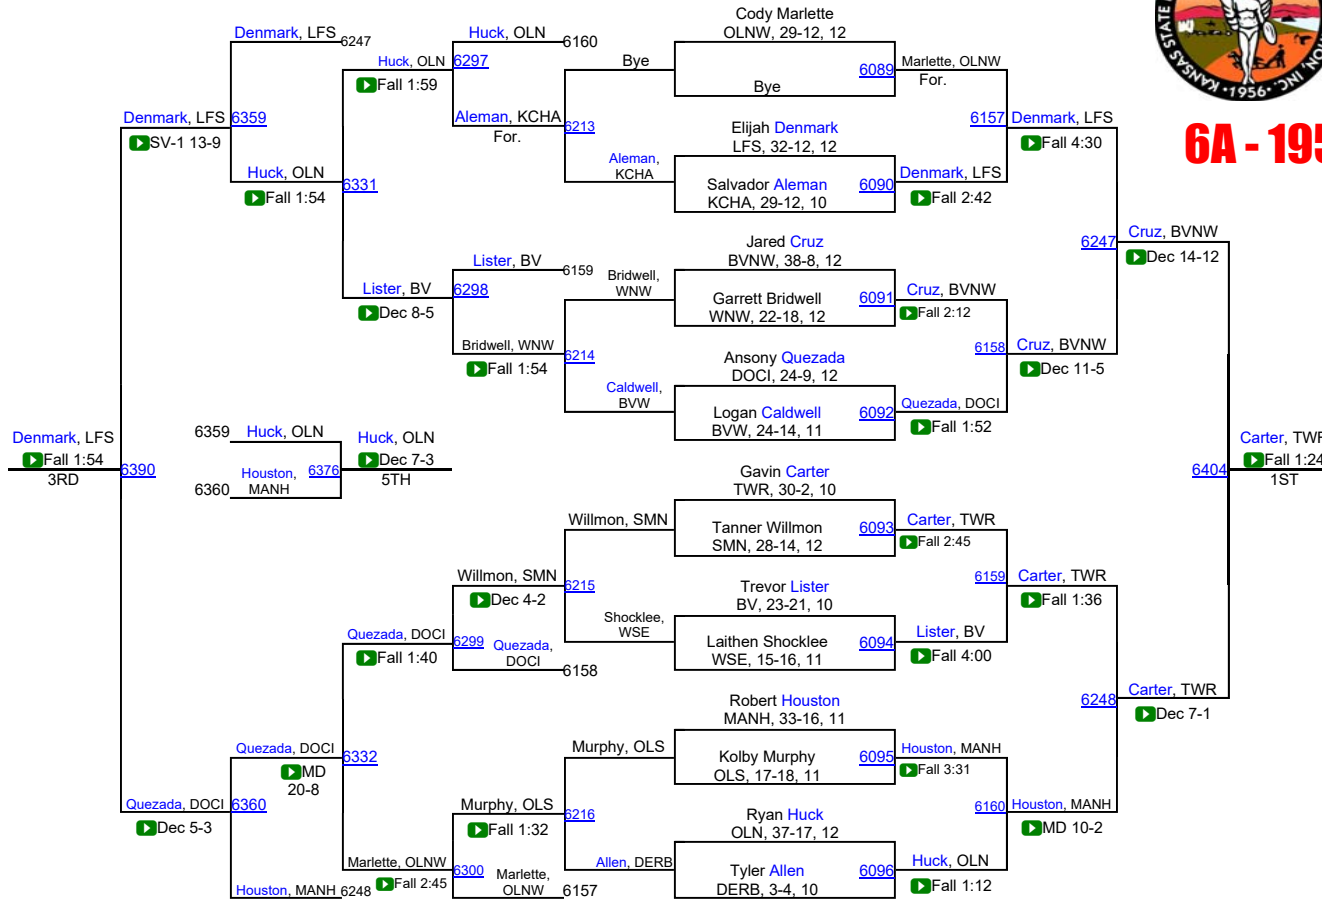 Cody Marlette
OLNW, 29-12, 12
Denmark, LFS
6247
Huck, OLN
6160
Bye
6089
Marlette, OLNW
For.
Huck, OLN
6297
Fall 1:59
Bye
Denmark, LFS
6359
SV-1 13-9
Aleman, KCHA
For.
6213
Elijah Denmark
LFS, 32-12, 12
6157
Denmark, LFS
Fall 4:30
6A - 195
KANSAS STATE
ION, INC.
•1956•
Huck, OLN
Fall 1:54
6331
Aleman,
KCHA
Salvador Aleman
KCHA, 29-12, 10
6090
Denmark, LFS
Fall 2:42
Jared Cruz
BVNW, 38-8, 12
6247
Cruz, BVNW
Dec 14-12
Lister, BV
6159
Lister, BV
6298
Dec 8-5
Bridwell,
WNW
Garrett Bridwell
WNW, 22-18, 12
6091
Cruz, BVNW
Fall 2:12
Bridwell, WNW
Fall 1:54
6214
Ansony Quezada
DOCI, 24-9, 12
6158
Cruz, BVNW
Dec 11-5
Caldwell,
BVW
Logan Caldwell
BVW, 24-14, 11
6092
Quezada, DOCI
Fall 1:52
Denmark, LFS
Fall 1:54
3RD
6390
6359
Huck, OLN
6360
Houston,
MANH
6376
Huck, OLN
Dec 7-3
5TH
Gavin Carter
TWR, 30-2, 10
6404
Carter, TWR
Fall 1:24
1ST
Willmon, SMN
Tanner Willmon
SMN, 28-14, 12
6093
Carter, TWR
Fall 2:45
Willmon, SMN
Dec 4-2
6215
Trevor Lister
BV, 23-21, 10
6159
Carter, TWR
Fall 1:36
Quezada, DOCI
Fall 1:40
6299
Quezada,
DOCI
6158
Shocklee,
WSE
Laithen Shocklee
WSE, 15-16, 11
6094
Lister, BV
Fall 4:00
Robert Houston
MANH, 33-16, 11
6248
Carter, TWR
Dec 7-1
Quezada, DOCI
MD
20-8
6332
Murphy, OLS
Kolby Murphy
OLS, 17-18, 11
6095
Houston, MANH
Fall 3:31
Quezada, DOCI
6360
Dec 5-3
Murphy, OLS
Fall 1:32
6216
Ryan Huck
OLN, 37-17, 12
6160
Houston, MANH
MD 10-2
Marlette, OLNW
Fall 2:45
6300
Marlette,
OLNW
6157
Allen, DERB
Tyler Allen
DERB, 3-4, 10
6096
Huck, OLN
Fall 1:12
Houston, MANH
6248